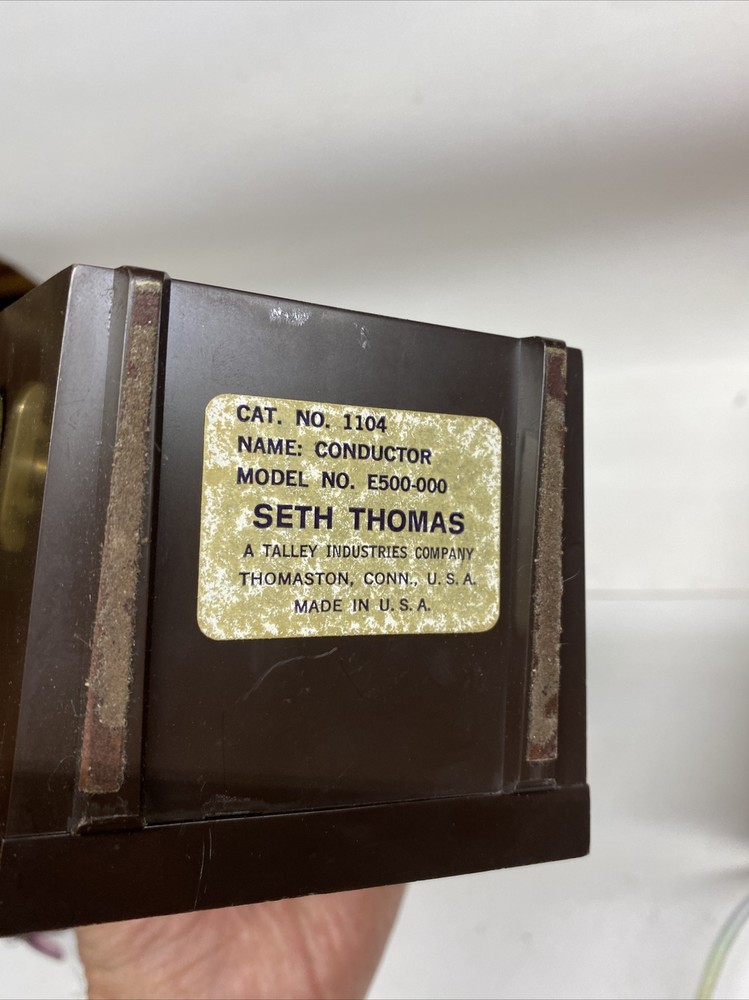 CAT. NO. 1104
NAME: CONDUCTOR
MODEL NO. E500-000
SETH THOMAS
A TALLEY INDUSTRIES COMPANY
THOMASTON, CONN., U.S.A.
MADE IN U.S.A.